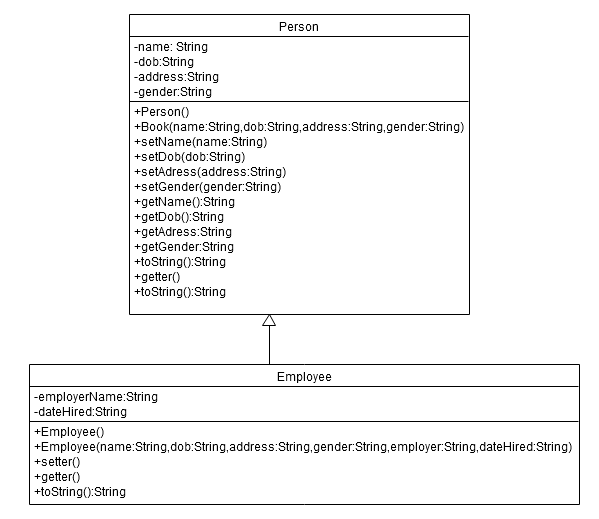 Person
-name: String
-dob:String
-address:String
-gender:String
+Person()
+Book(name:String,dob:String,address:String,gender:String)
+setName(name:String)
+setDob(dob:String)
+setAdress(address:String)
+setGender(gender:String)
+getName():String
+getDob():String
+getAdress:String
+getGender:String
+toString():String
+getter()
+toString():String
Employee
-employerName:String
-dateHired:String
+Employee()
+Employee(name:String,dob:String,address:String,gender:String,employer:String,dateHired:String)
+setter()
+getter()
+toString():String